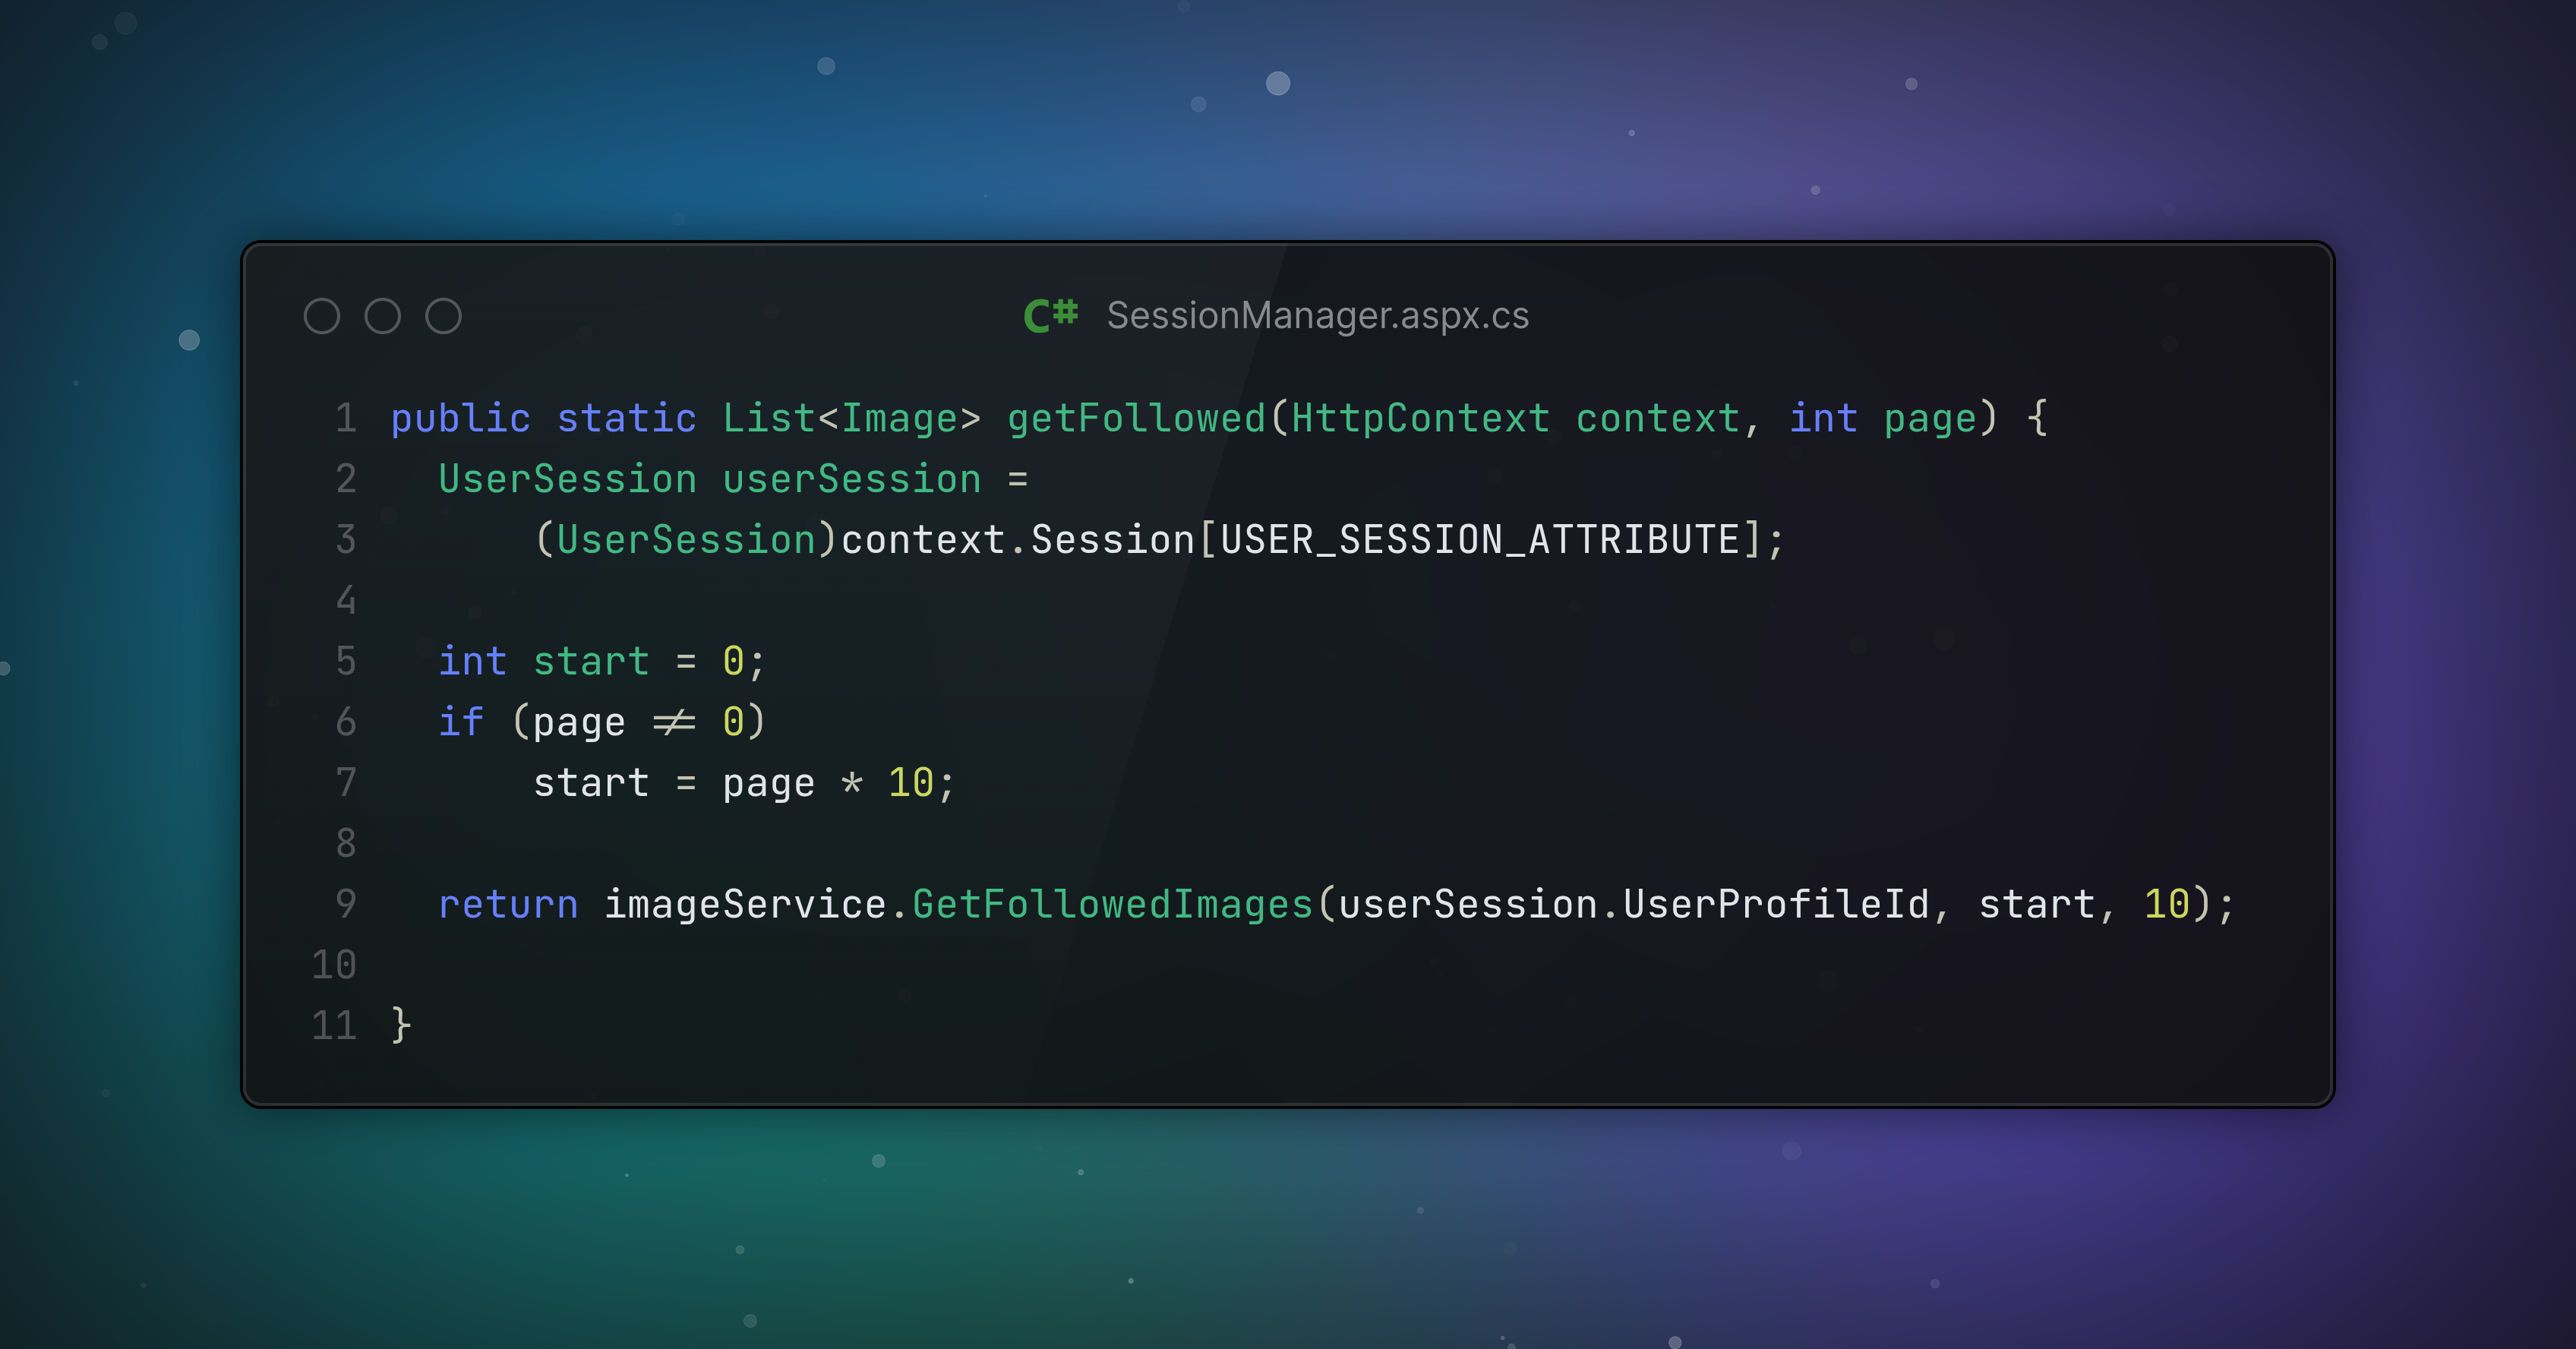 C# SessionManager.aspx.cs
1 public static List<Image> getFollowed(HttpContext context, int page) {
2   UserSession userSession =
3       (UserSession)context.Session[USER_SESSION_ATTRIBUTE];
4
5   int start = 0;
6   if (page != 0)
7       start = page * 10;
8
9   return imageService.GetFollowedImages(userSession.UserProfileId, start, 10);
10
11 }